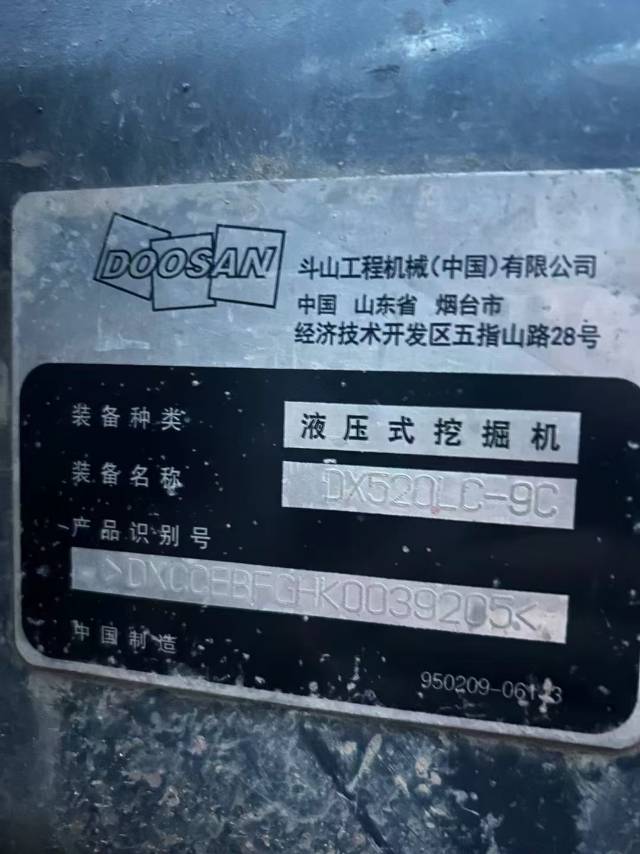 DOOSAN
斗山工程机械(中国)有限公司
中国 山东省 烟台市
经济技术开发区五指山路28号
装备种类 液压式挖掘机
装备名称 DX520LC-9C
产品识别号
>DXCCEBFGHK0039205<
中国制造